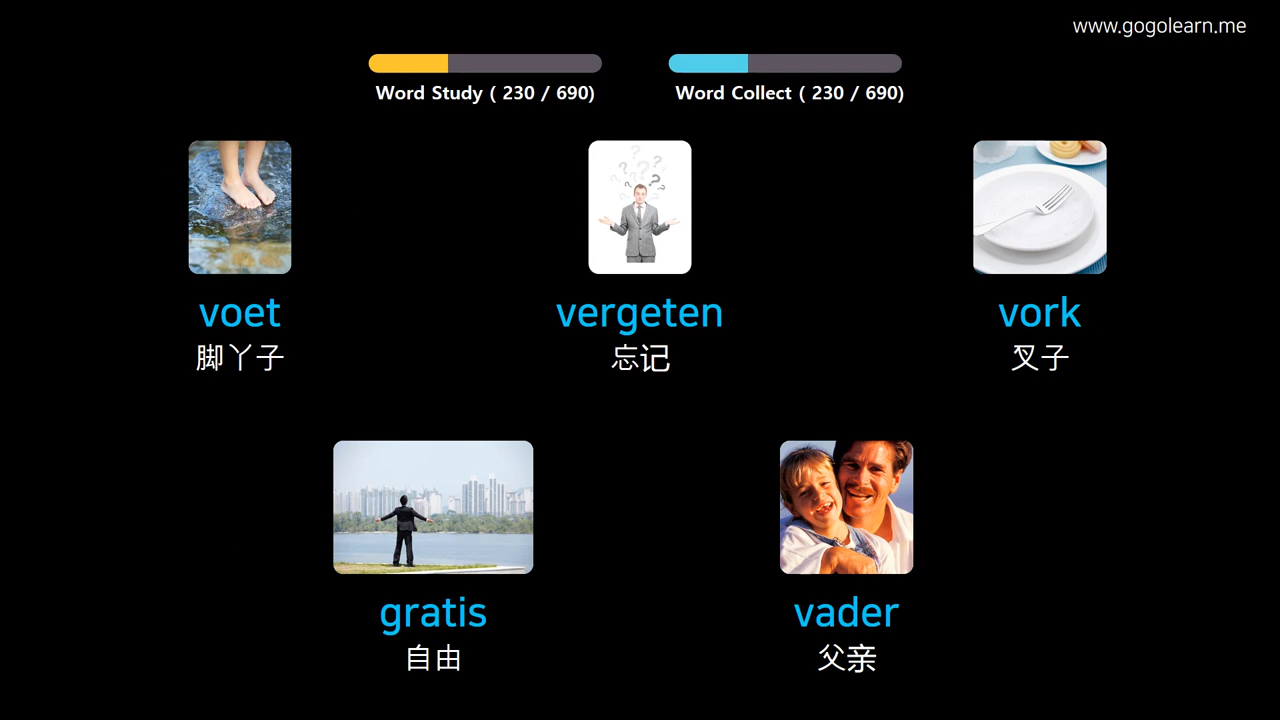 www.gogolearn.me
Word Study ( 230 / 690)
Word Collect ( 230 / 690)
voet
脚丫子
vergeten
忘记
vork
叉子
gratis
自由
vader
父亲